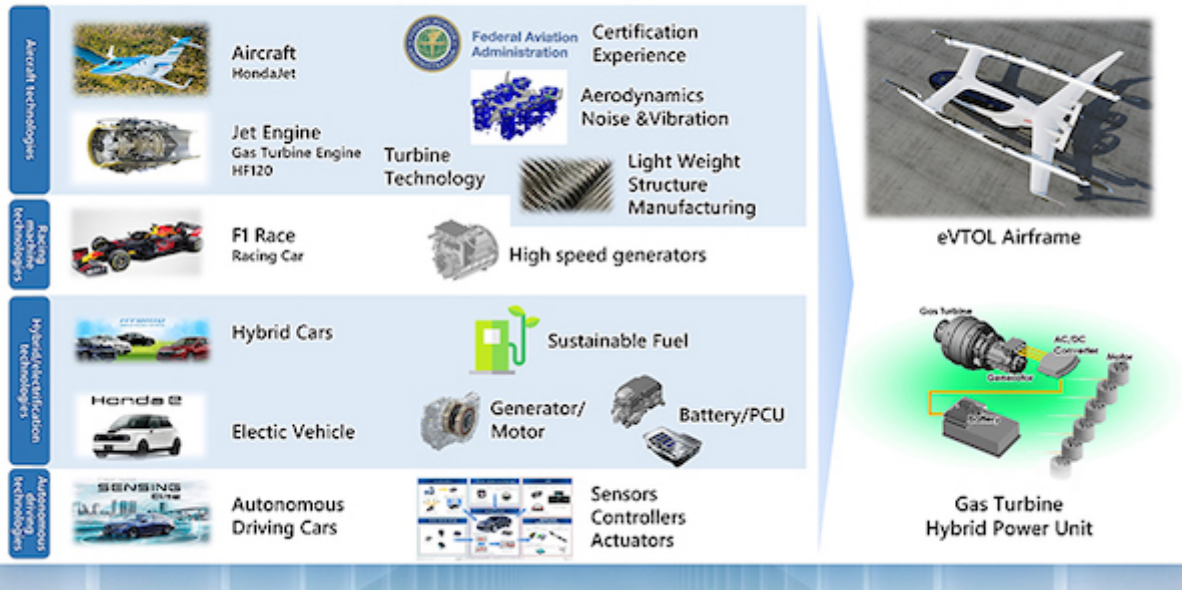 Aircraft technologies
Aircraft
HondaJet
Federal Aviation
Administration
Certification
Experience
Aerodynamics
Noise &Vibration
Jet Engine
Gas Turbine Engine
HF120
Turbine
Technology
Light Weight
Structure
Manufacturing
Racing
machine
technologies
F1 Race
Racing Car
High speed generators
Hybrid/electrification
technologies
Hybrid Cars
Sustainable Fuel
Honda e
Electic Vehicle
Generator/
Motor
Battery/PCU
Autonomous
driving
technologies
SENSING
Elite
Autonomous
Driving Cars
Sensors
Controllers
Actuators
eVTOL Airframe
Gas Turbine
Generator
AC/DC
Converter
Motor
Battery
Gas Turbine
Hybrid Power Unit